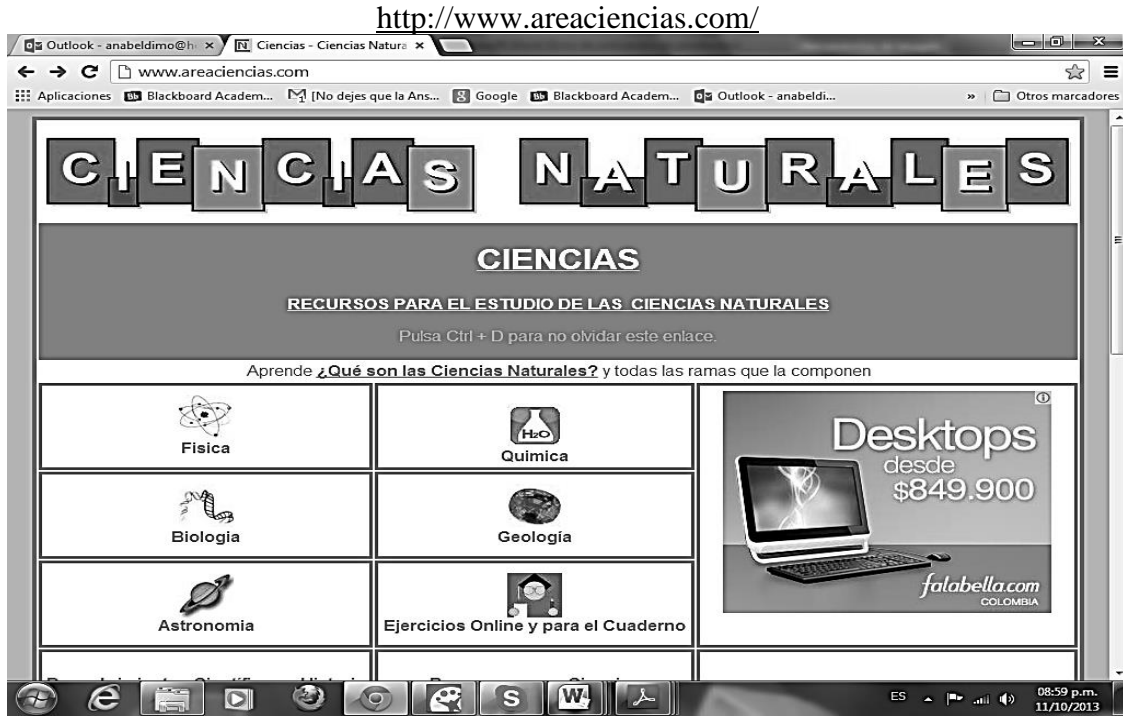 http://www.areaciencias.com/
Outlook - anabeldimo@h
Ciencias - Ciencias Natura
www.areaciencias.com
Aplicaciones Bb Blackboard Academ... [No dejes que la Ans... 8 Google Bb Blackboard Academ... Outlook - anabeldi... » Otros marcadores
CIENCIAS NATURALES
CIENCIAS
RECURSOS PARA EL ESTUDIO DE LAS CIENCIAS NATURALES
Pulsa Ctrl + D para no olvidar este enlace.
Aprende ¿Qué son las Ciencias Naturales? y todas las ramas que la componen
Fisica
H2O
Quimica
Desktops
desde
$849.900
Biologia
Geología
falabella.com
COLOMBIA
Astronomia
Ejercicios Online y para el Cuaderno
ES
08:59 p.m.
11/10/2013